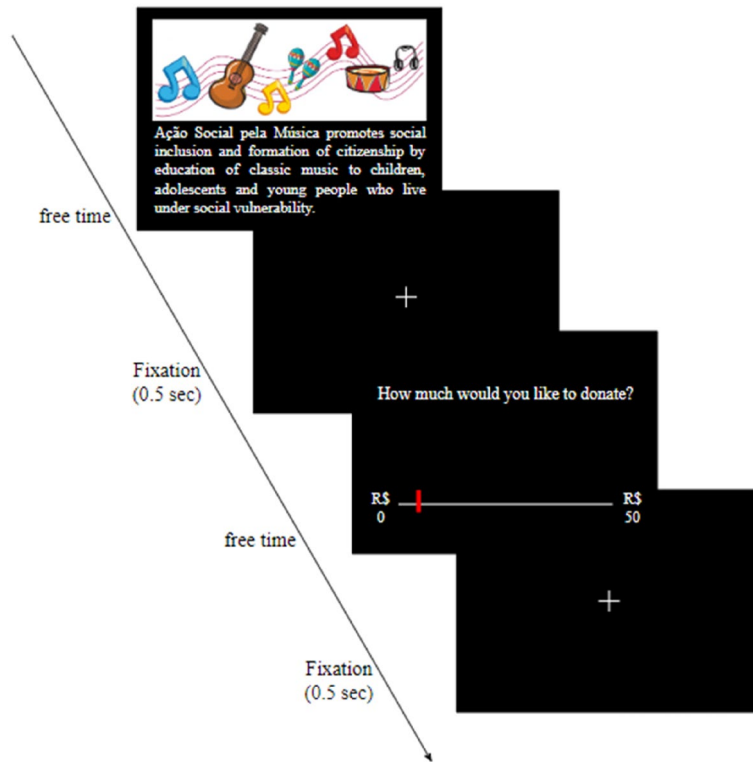 Ação Social pela Música promotes social
inclusion and formation of citizenship by
education of classic music to children,
adolescents and young people who live
under social vulnerability.
free time
Fixation
(0.5 sec)
How much would you like to donate?
R$
0
R$
50
free time
Fixation
(0.5 sec)